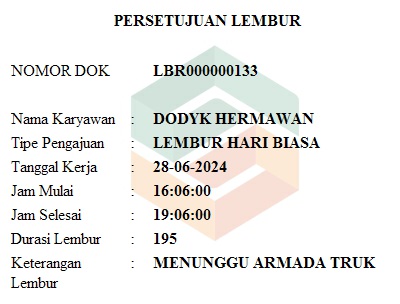 PERSETUJUAN LEMBUR
NOMOR DOK LBR000000133
Nama Karyawan : DODYK HERMAWAN
Tipe Pengajuan : LEMBUR HARI BIASA
Tanggal Kerja : 28-06-2024
Jam Mulai : 16:06:00
Jam Selesai : 19:06:00
Durasi Lembur : 195
Keterangan : MENUNGGU ARMADA TRUK
Lembur